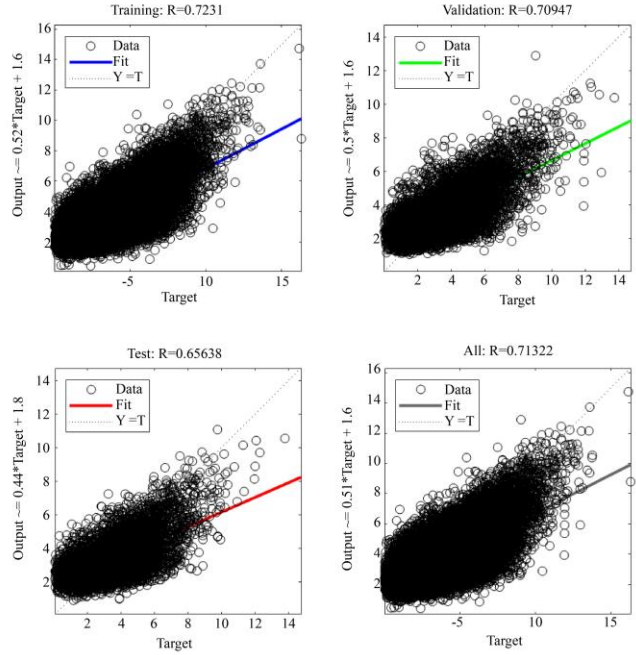 Training: R=0.7231
Output ~= 0.52*Target + 1.6
16
14
12
10
8
6
4
2
Data
Fit
Y =T
-5
10
15
Target
Validation: R=0.70947
Output ~= 0.5*Target + 1.6
14
12
10
8
6
4
2
Data
Fit
Y =T
2
4
6
8
10
12
14
Target
Test: R=0.65638
Output ~= 0.44*Target + 1.8
14
12
10
8
6
4
2
Data
Fit
Y =T
2
4
6
8
10
12
14
Target
All: R=0.71322
Output ~= 0.51*Target + 1.6
16
14
12
10
8
6
4
2
Data
Fit
Y =T
-5
10
15
Target